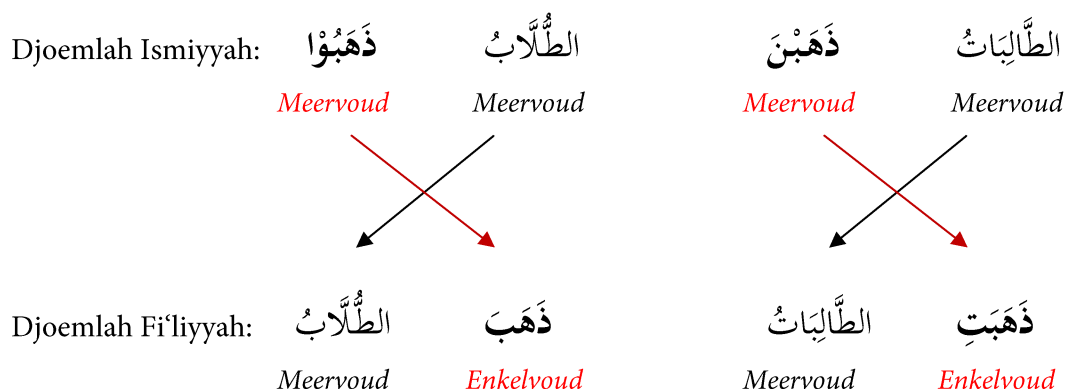 Djoemlah Ismiyyah: الطُّلَّابُ ذَهَبُوْا الطَّالِبَاتُ ذَهَبْنَ
Meervoud Meervoud Meervoud Meervoud
Djoemlah Fi‘liyyah: ذَهَبَ الطُّلَّابُ ذَهَبَتِ الطَّالِبَاتُ
Meervoud Enkelvoud Meervoud Enkelvoud